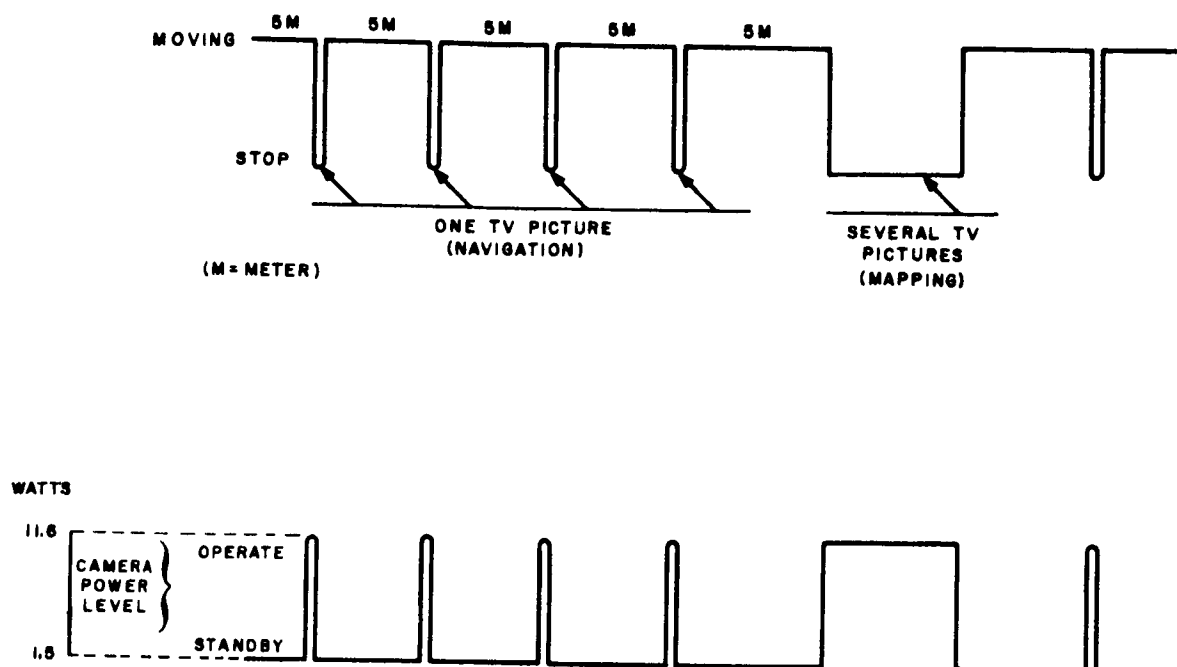 5M 5M 5M 5M 5M
MOVING
STOP
ONE TV PICTURE
(NAVIGATION)
SEVERAL TV
PICTURES
(MAPPING)
(M = METER)
WATTS
11.6
OPERATE
CAMERA
POWER
LEVEL
STANDBY
1.5